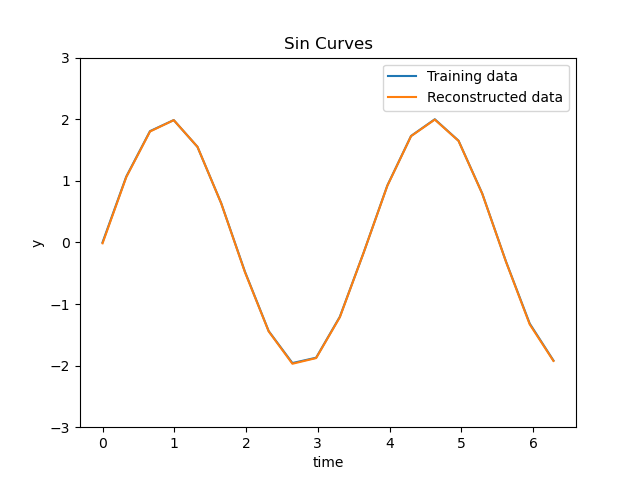 Sin Curves
Training data
Reconstructed data
3
2
1
0
−1
−2
−3
y
0 1 2 3 4 5 6
time